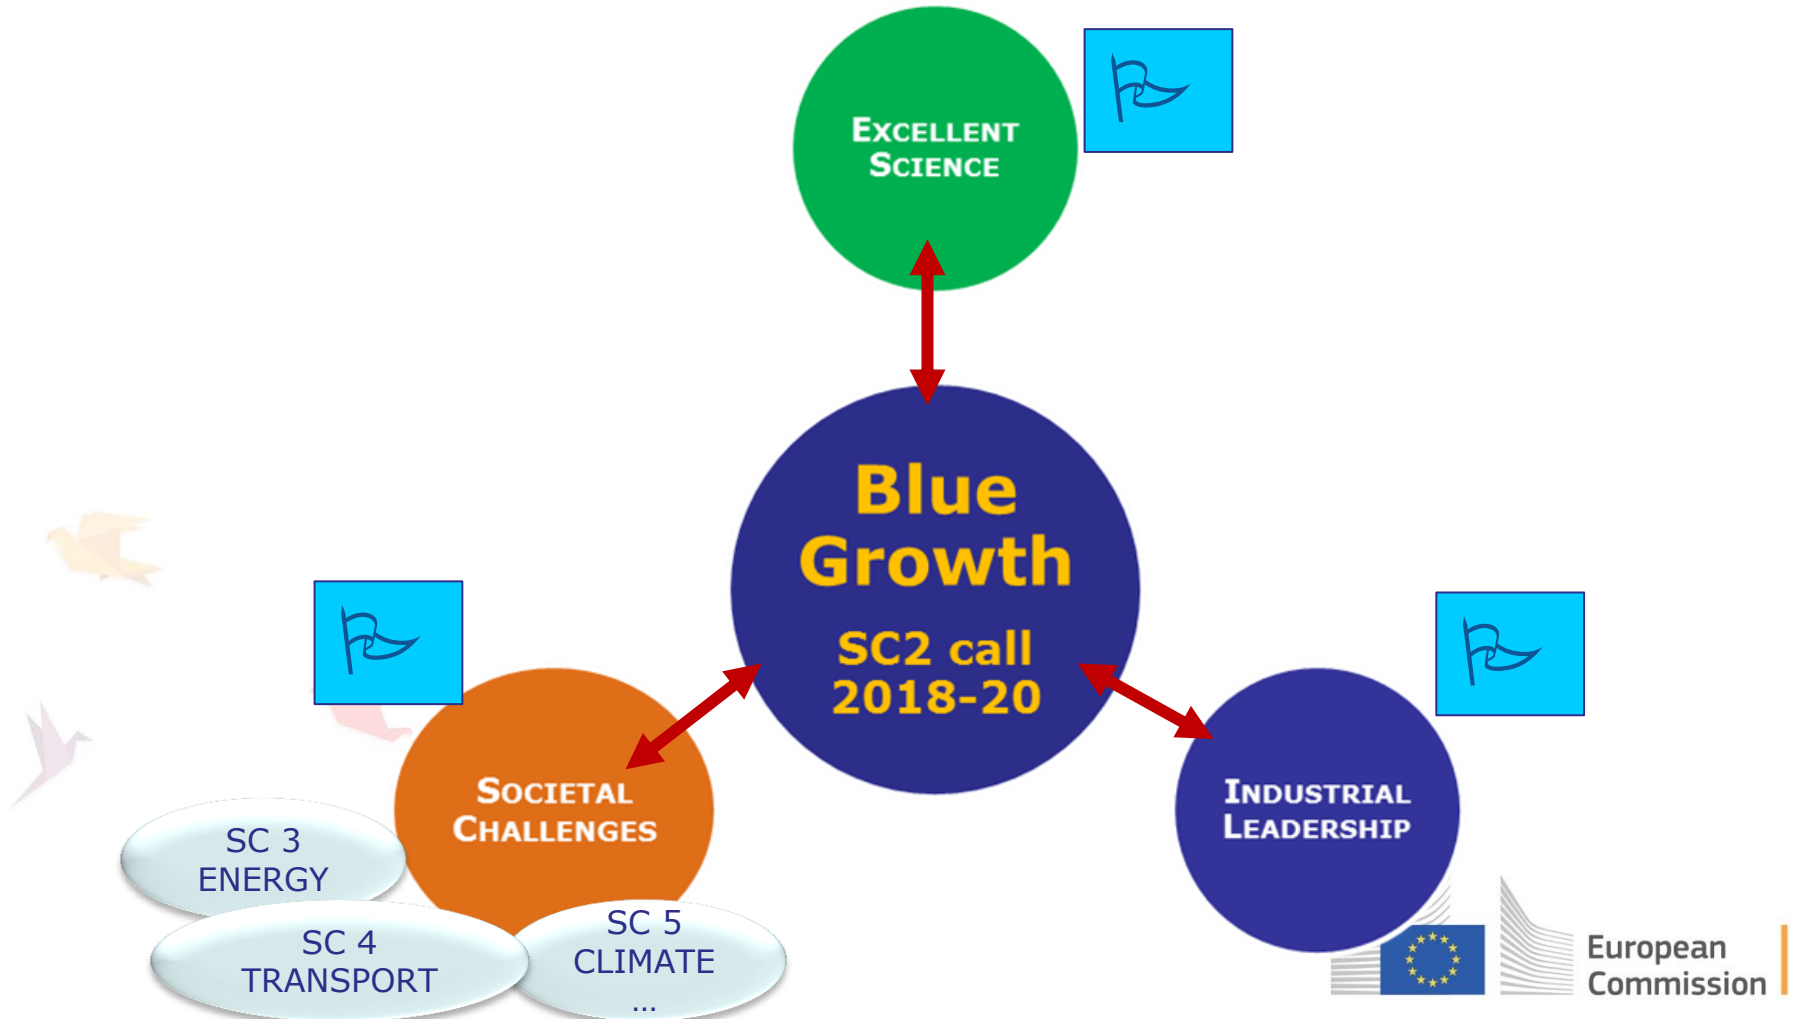 EXCELLENT
SCIENCE
Blue
Growth
SC2 call
2018-20
SOCIETAL
CHALLENGES
INDUSTRIAL
LEADERSHIP
SC 3
ENERGY
SC 4
TRANSPORT
SC 5
CLIMATE
...
European
Commission